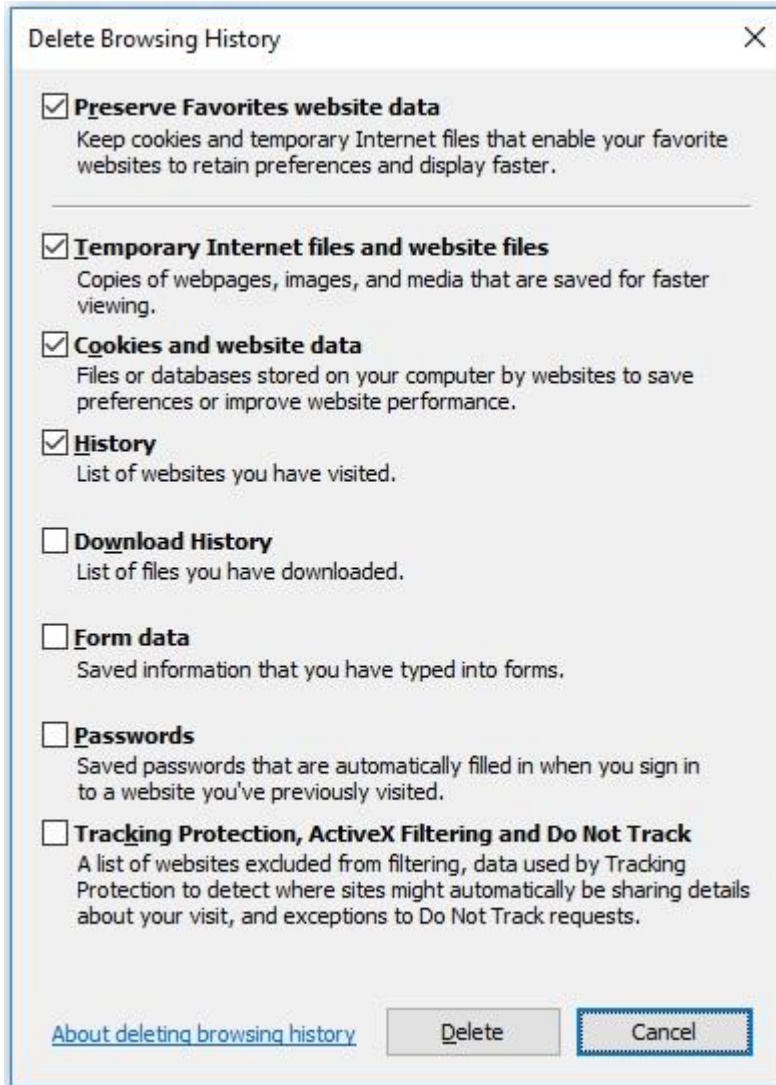 Delete Browsing History
Preserve Favorites website data
Keep cookies and temporary Internet files that enable your favorite
websites to retain preferences and display faster.
Temporary Internet files and website files
Copies of webpages, images, and media that are saved for faster
viewing.
Cookies and website data
Files or databases stored on your computer by websites to save
preferences or improve website performance.
History
List of websites you have visited.
Download History
List of files you have downloaded.
Form data
Saved information that you have typed into forms.
Passwords
Saved passwords that are automatically filled in when you sign in
to a website you've previously visited.
Tracking Protection, ActiveX Filtering and Do Not Track
A list of websites excluded from filtering, data used by Tracking
Protection to detect where sites might automatically be sharing details
about your visit, and exceptions to Do Not Track requests.
About deleting browsing history Delete Cancel